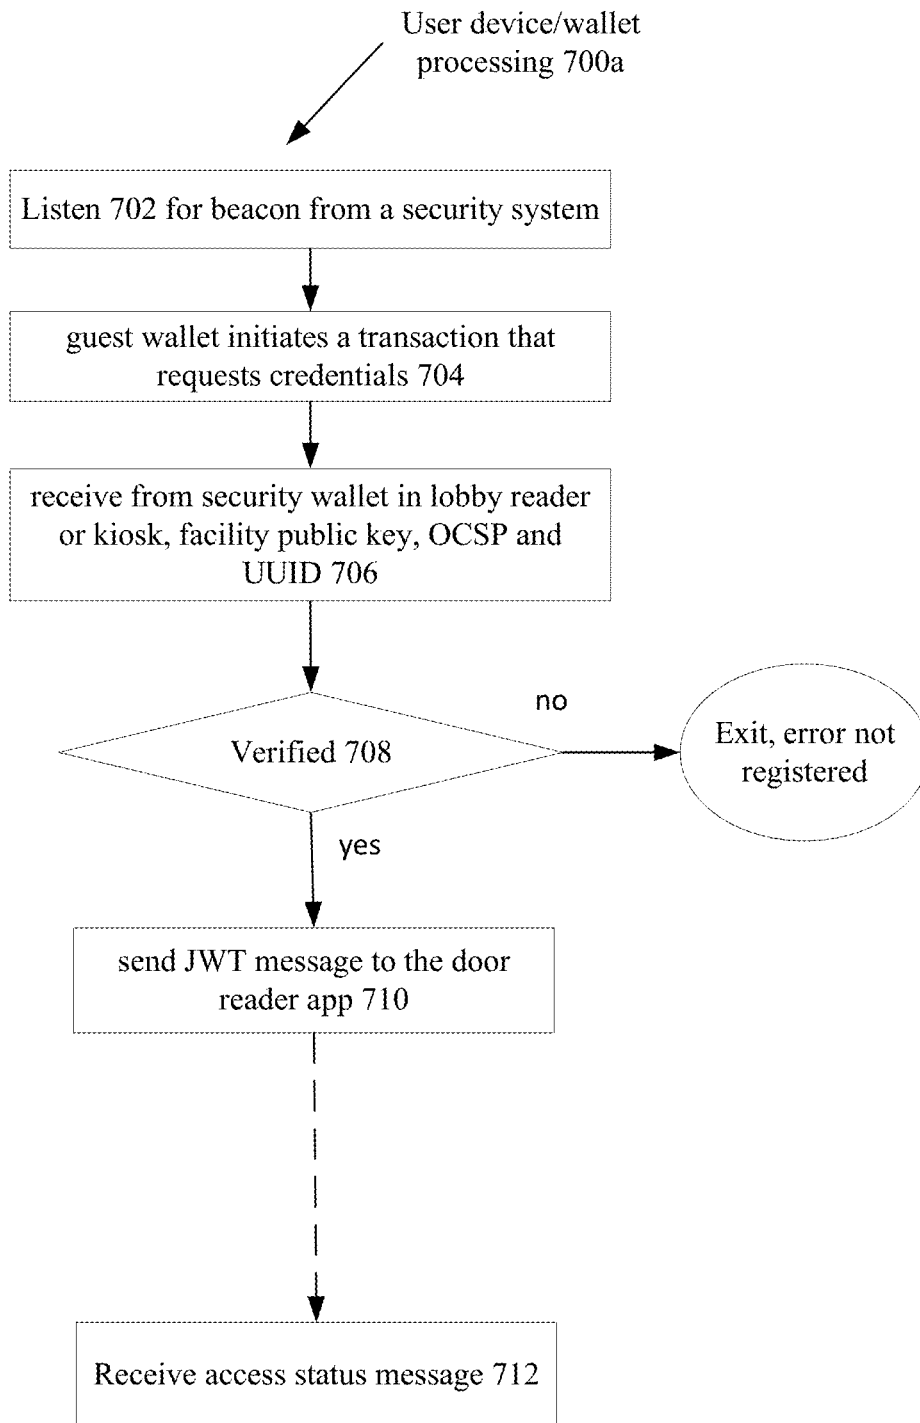 User device/wallet
processing 700a
Listen 702 for beacon from a security system
guest wallet initiates a transaction that
requests credentials 704
receive from security wallet in lobby reader
or kiosk, facility public key, OCSP and
UUID 706
no
Verified 708
Exit, error not
registered
yes
send JWT message to the door
reader app 710
Receive access status message 712